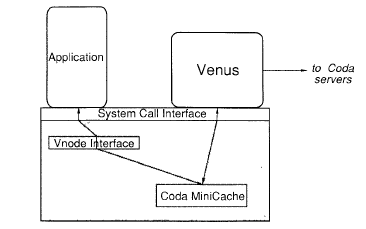 Application
Venus
to Coda
servers
System Call Interface
Vnode Interface
Coda MiniCache